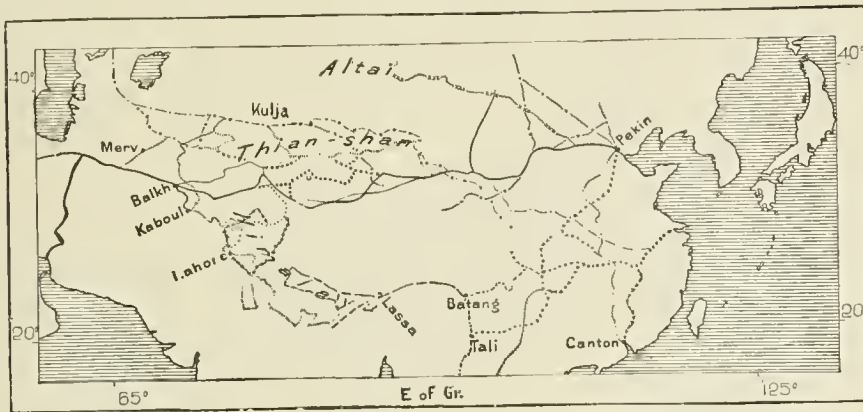 40°
40°
Altai
Kulja
Pekin
Merv.
Thian-shan
Balkh
Kaboul
Lahore
Lassa
Batang
20°
20°
Tali
Canton
E of Gr.
65°
125°